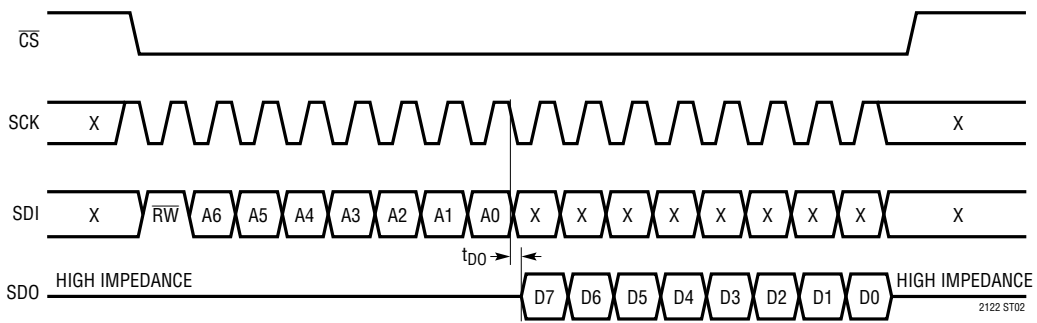 CS
SCK X X
SDI X RW A6 A5 A4 A3 A2 A1 A0 X X X X X X X X X
tDO
SDO HIGH IMPEDANCE D7 D6 D5 D4 D3 D2 D1 D0 HIGH IMPEDANCE
2122 ST02